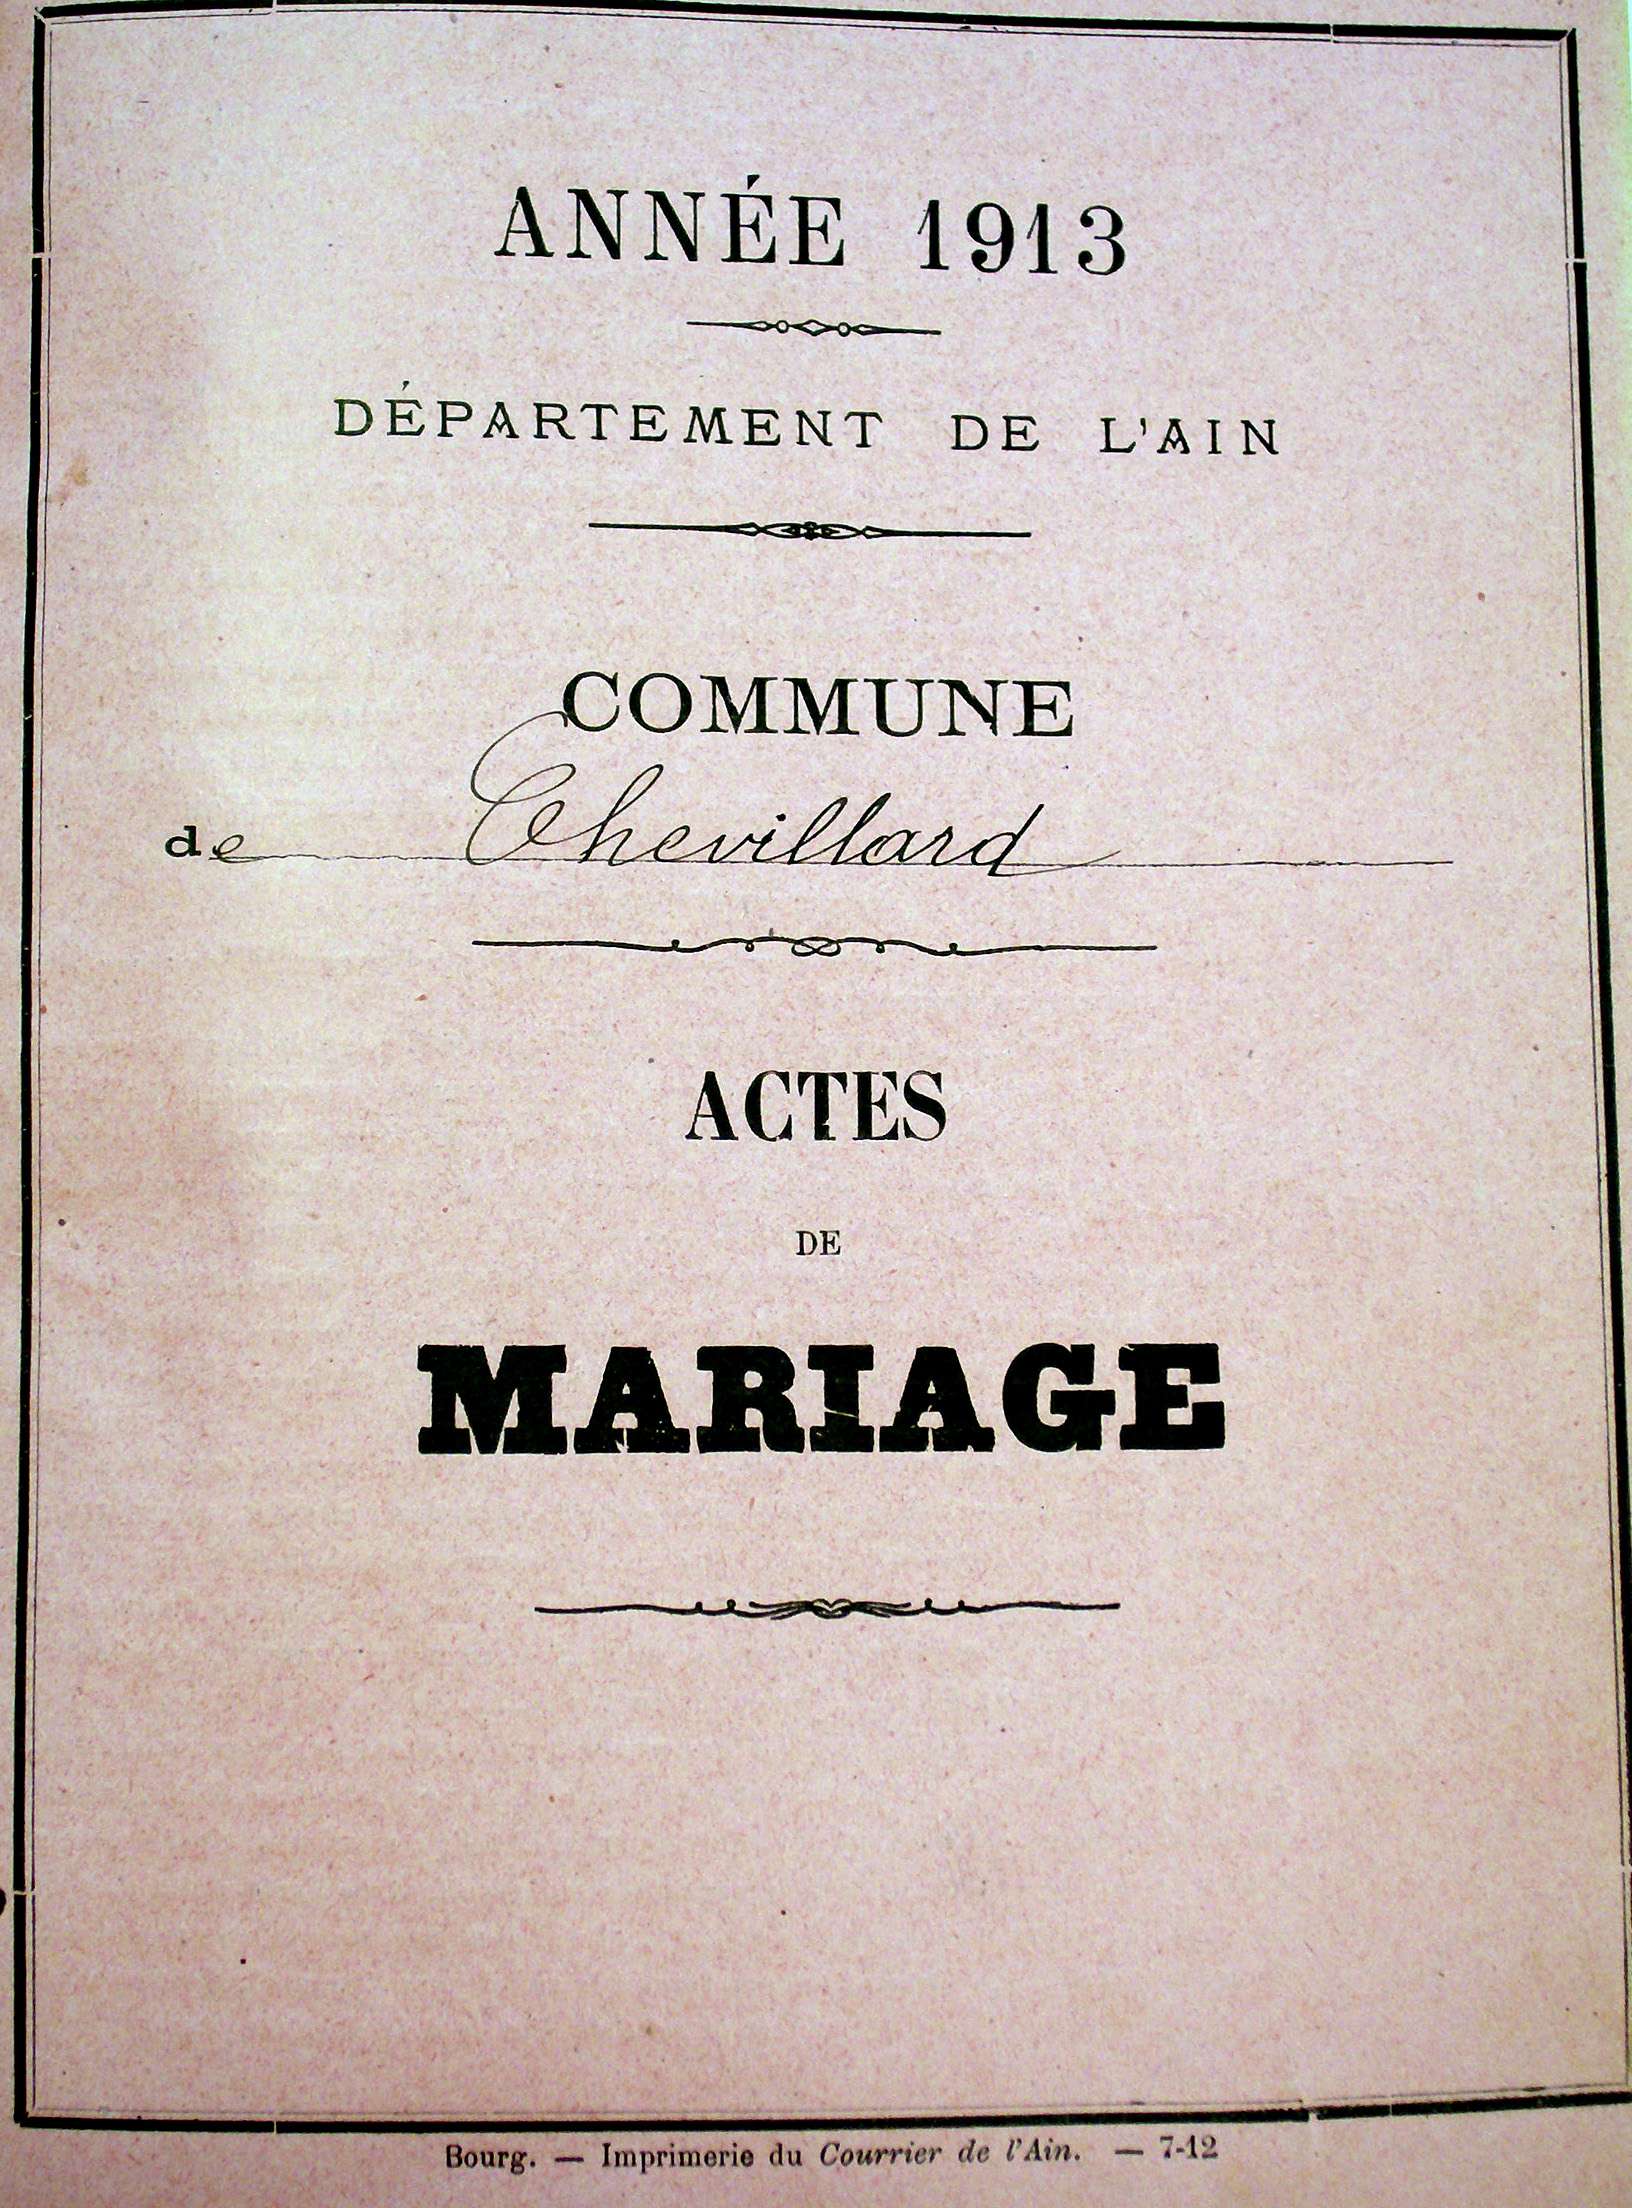 ANNÉE 1913
DÉPARTEMENT DE L'AIN
COMMUNE
de Chevillard
ACTES
DE
MARIAGE
Bourg. — Imprimerie du Courrier de l'Ain. — 7-12